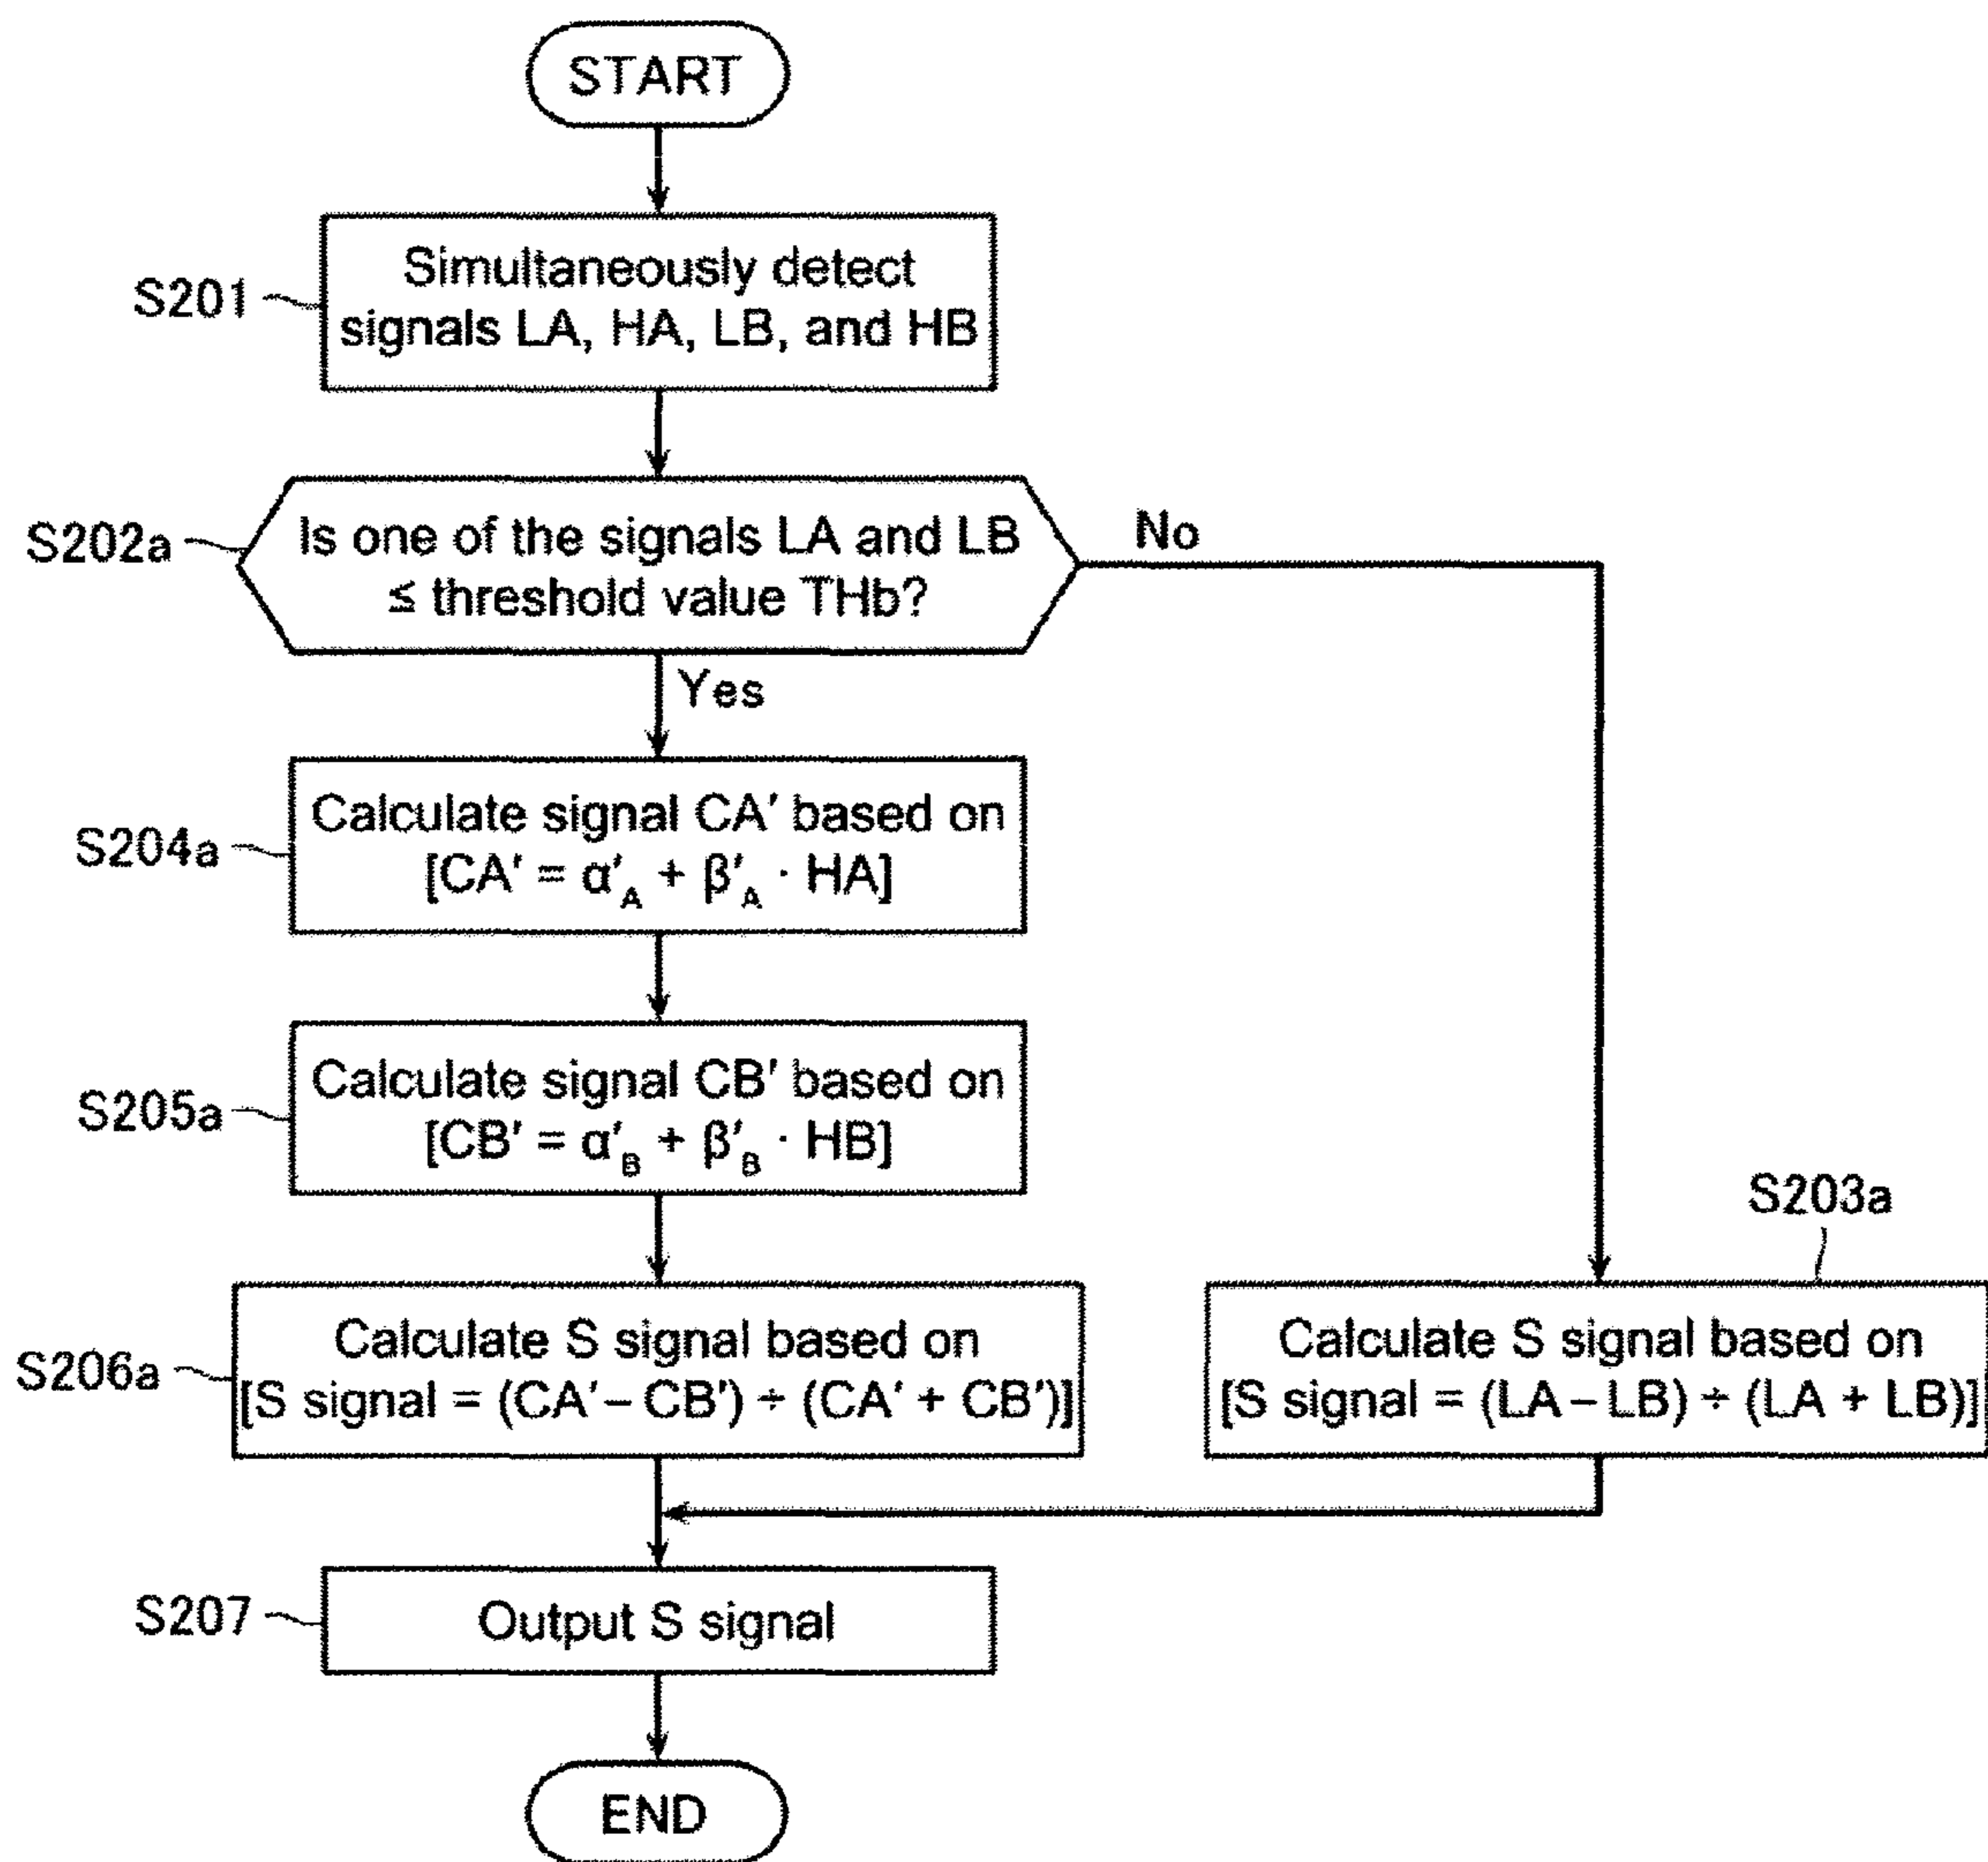 START
S201
Simultaneously detect
signals LA, HA, LB, and HB
S202a
Is one of the signals LA and LB
≤ threshold value THb?
No
Yes
S204a
Calculate signal CA′ based on
[CA′ = α′A + β′A · HA]
S205a
Calculate signal CB′ based on
[CB′ = α′B + β′B · HB]
S203a
S206a
Calculate S signal based on
[S signal = (CA′ – CB′) ÷ (CA′ + CB′)]
Calculate S signal based on
[S signal = (LA – LB) ÷ (LA + LB)]
S207
Output S signal
END